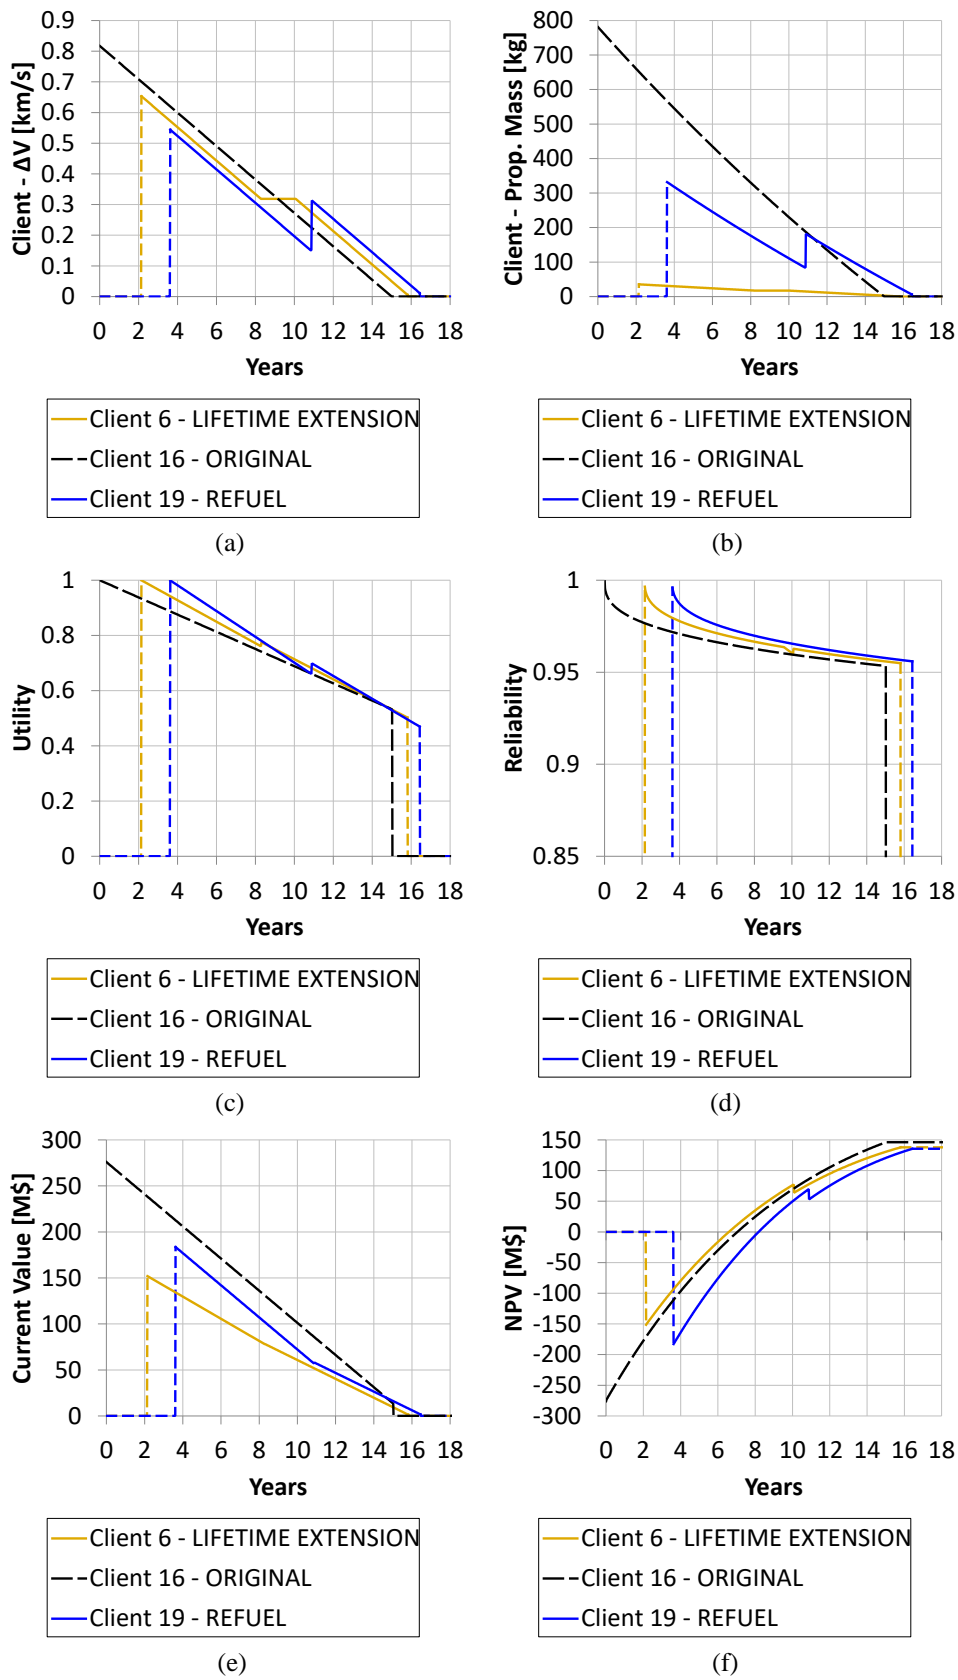 Client - ΔV [km/s]
0.9
0.8
0.7
0.6
0.5
0.4
0.3
0.2
0.1
0
0 2 4 6 8 10 12 14 16 18
Years
Client 6 - LIFETIME EXTENSION
Client 16 - ORIGINAL
Client 19 - REFUEL
(a)
Client - Prop. Mass [kg]
800
700
600
500
400
300
200
100
0
0 2 4 6 8 10 12 14 16 18
Years
Client 6 - LIFETIME EXTENSION
Client 16 - ORIGINAL
Client 19 - REFUEL
(b)
Utility
1
0.8
0.6
0.4
0.2
0
0 2 4 6 8 10 12 14 16 18
Years
Client 6 - LIFETIME EXTENSION
Client 16 - ORIGINAL
Client 19 - REFUEL
(c)
Reliability
1
0.95
0.9
0.85
0 2 4 6 8 10 12 14 16 18
Years
Client 6 - LIFETIME EXTENSION
Client 16 - ORIGINAL
Client 19 - REFUEL
(d)
Current Value [M$]
300
250
200
150
100
50
0
0 2 4 6 8 10 12 14 16 18
Years
Client 6 - LIFETIME EXTENSION
Client 16 - ORIGINAL
Client 19 - REFUEL
(e)
NPV [M$]
150
100
50
0
-50
-100
-150
-200
-250
-300
0 2 4 6 8 10 12 14 16 18
Years
Client 6 - LIFETIME EXTENSION
Client 16 - ORIGINAL
Client 19 - REFUEL
(f)